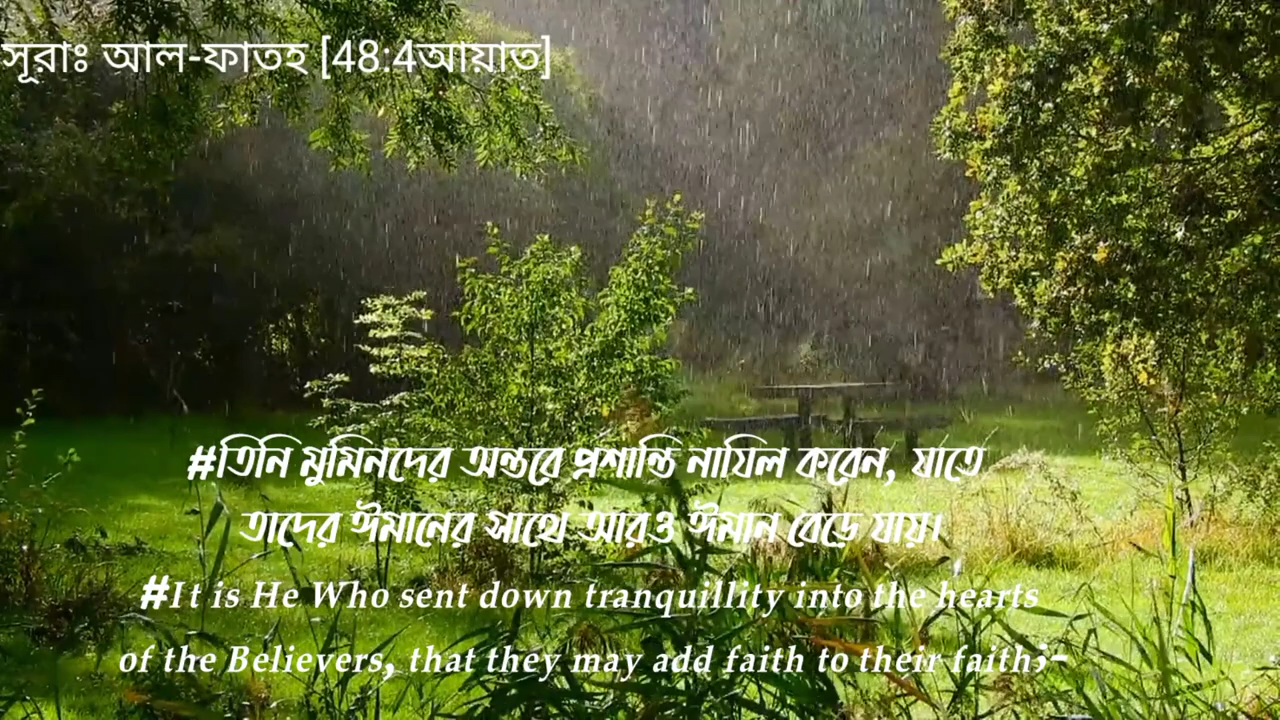 সূরাঃ আল-ফাতহ [48:4আয়াত]
#তিনি মুমিনদের অন্তরে প্রশান্তি নাযিল করেন, যাতে
তাদের ঈমানের সাথে আরও ঈমান বেড়ে যায়।
#It is He Who sent down tranquillity into the hearts
of the Believers, that they may add faith to their faith;-